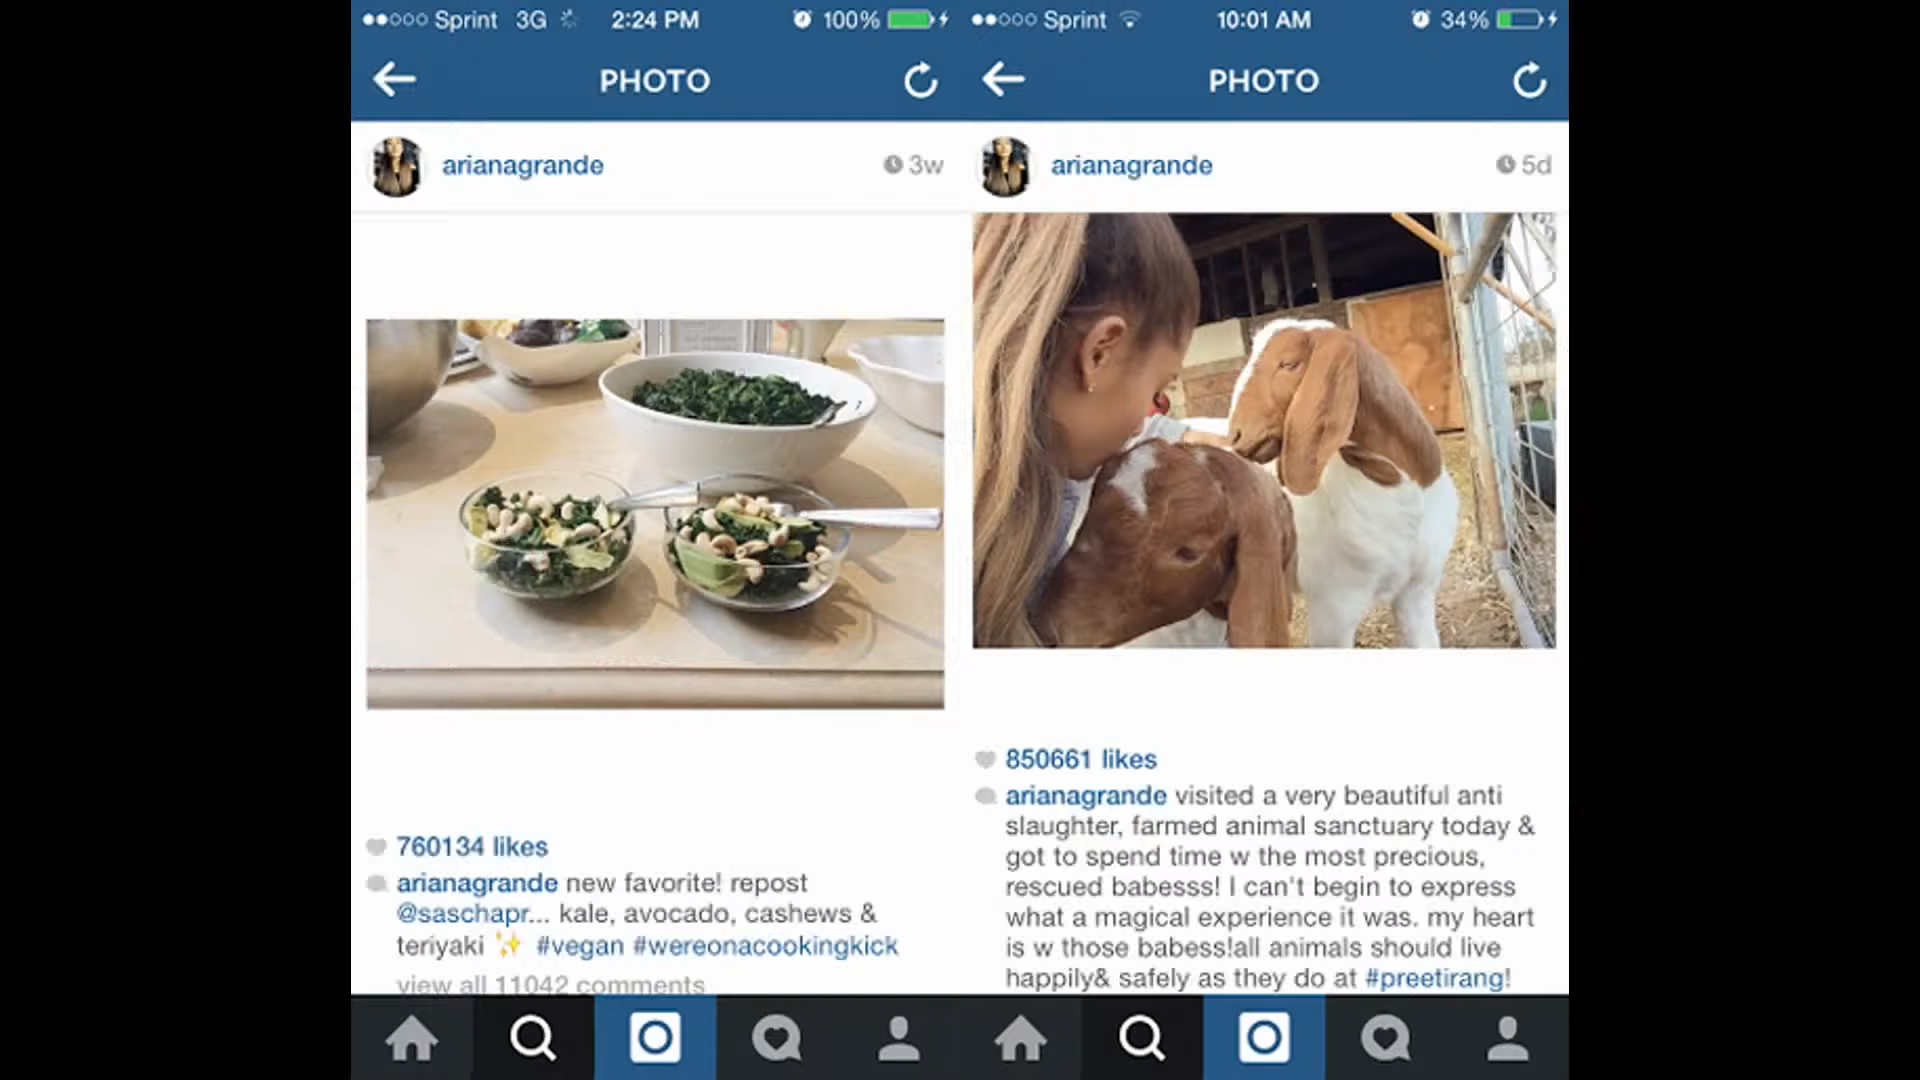 Sprint 3G 2:24 PM 100%
PHOTO
arianagrande 3w
760134 likes
arianagrande new favorite! repost
@saschapr... kale, avocado, cashews &
teriyaki ✨ #vegan #wereonacookingkick
view all 11042 comments
Sprint 10:01 AM 34%
PHOTO
arianagrande 5d
850661 likes
arianagrande visited a very beautiful anti
slaughter, farmed animal sanctuary today &
got to spend time w the most precious,
rescued babesss! I can't begin to express
what a magical experience it was. my heart
is w those babess!all animals should live
happily& safely as they do at #preetirang!